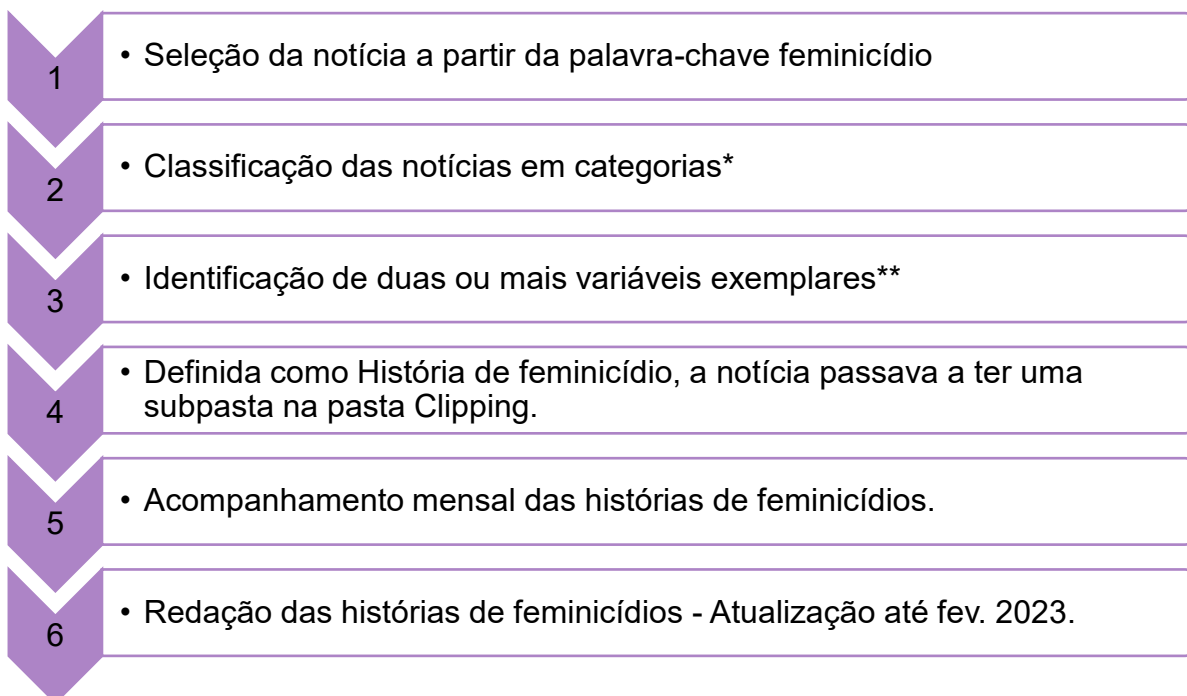 1
• Seleção da notícia a partir da palavra-chave feminicídio
2
• Classificação das notícias em categorias*
3
• Identificação de duas ou mais variáveis exemplares**
4
• Definida como História de feminicídio, a notícia passava a ter uma
subpasta na pasta Clipping.
5
• Acompanhamento mensal das histórias de feminicídios.
6
• Redação das histórias de feminicídios - Atualização até fev. 2023.